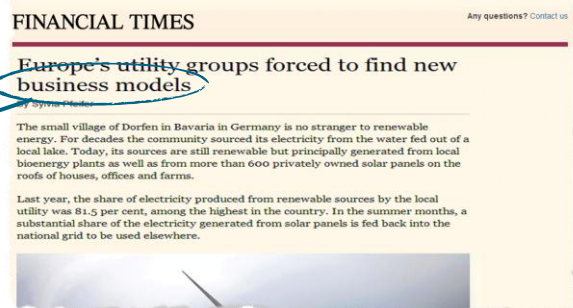 FINANCIAL TIMES
Any questions? Contact us
Europe's utility groups forced to find new
business models
By Sylvia Pfeifer
The small village of Dorfen in Bavaria in Germany is no stranger to renewable
energy. For decades the community sourced its electricity from the water fed out of a
local lake. Today, its sources are still renewable but principally generated from local
bioenergy plants as well as from more than 600 privately owned solar panels on the
roofs of houses, offices and farms.
Last year, the share of electricity produced from renewable sources by the local
utility was 81.5 per cent, among the highest in the country. In the summer months, a
substantial share of the electricity generated from solar panels is fed back into the
national grid to be used elsewhere.